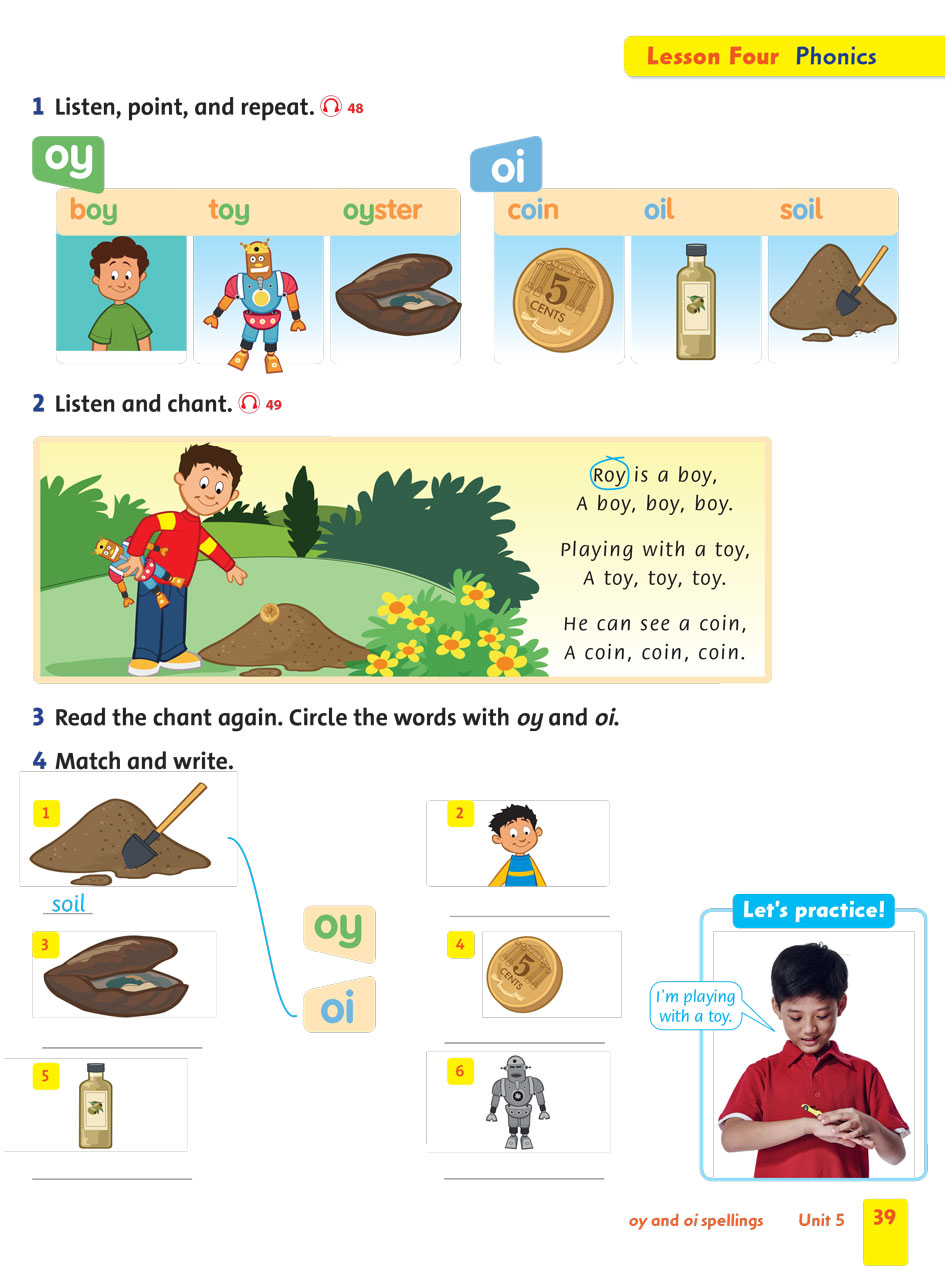 Lesson Four Phonics
1 Listen, point, and repeat. 48
oy
boy toy oyster
oi
coin oil soil
5
CENTS
2 Listen and chant. 49
Roy is a boy,
A boy, boy, boy.
Playing with a toy,
A toy, toy, toy.
He can see a coin,
A coin, coin, coin.
3 Read the chant again. Circle the words with oy and oi.
4 Match and write.
1
soil
2
oy
oi
3
4
5
CENTS
5
6
Let's practice!
I'm playing
with a toy.
oy and oi spellings Unit 5 39